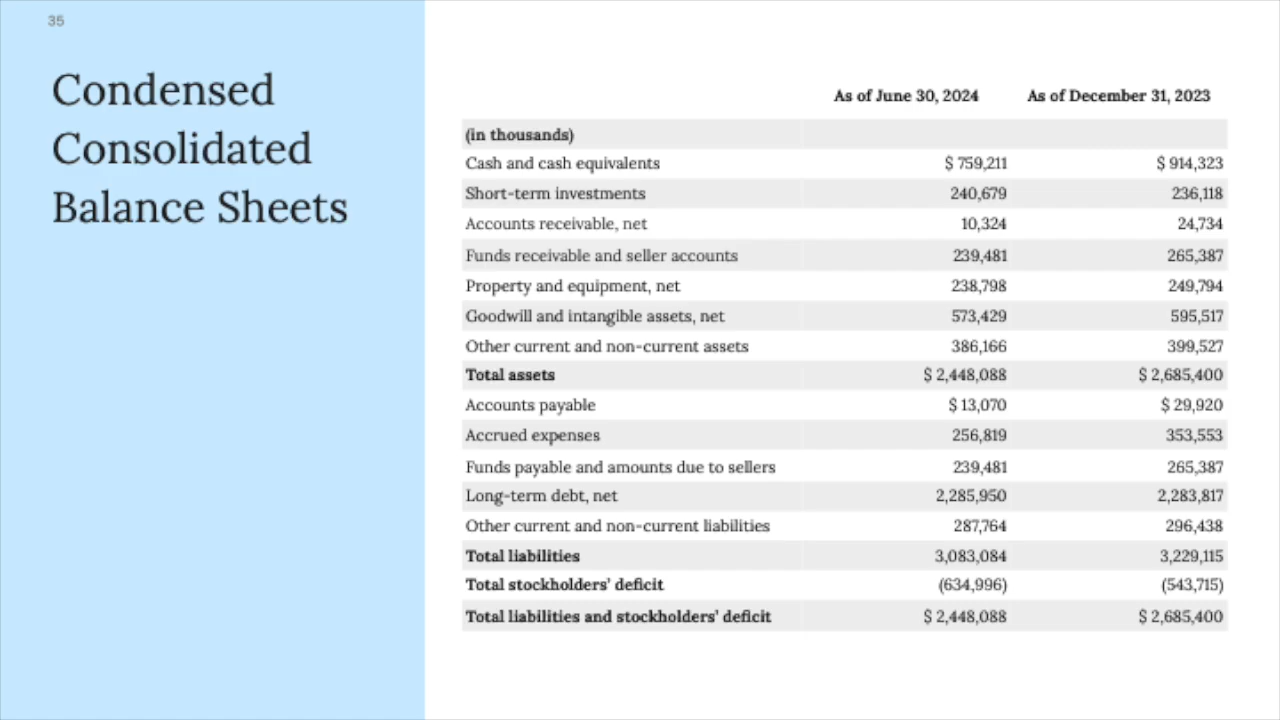 35
Condensed
Consolidated
Balance Sheets
As of June 30, 2024 As of December 31, 2023
(in thousands)
Cash and cash equivalents $ 759,211 $ 914,323
Short-term investments 240,679 236,118
Accounts receivable, net 10,324 24,734
Funds receivable and seller accounts 239,481 265,387
Property and equipment, net 238,798 249,794
Goodwill and intangible assets, net 573,429 595,517
Other current and non-current assets 386,166 399,527
Total assets $ 2,448,088 $ 2,685,400
Accounts payable $ 13,070 $ 29,920
Accrued expenses 256,819 353,553
Funds payable and amounts due to sellers 239,481 265,387
Long-term debt, net 2,285,950 2,283,817
Other current and non-current liabilities 287,764 296,438
Total liabilities 3,083,084 3,229,115
Total stockholders' deficit (634,996) (543,715)
Total liabilities and stockholders' deficit $ 2,448,088 $ 2,685,400